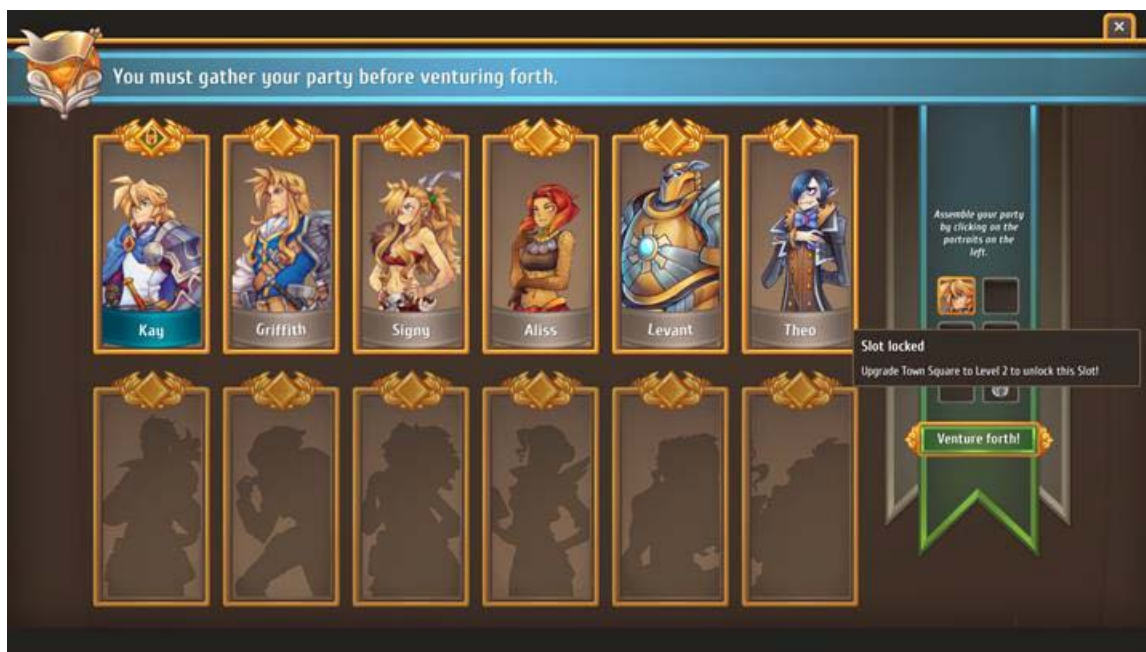 You must gather your party before venturing forth.
Kay
Griffith
Signy
Aliss
Levant
Theo
Assemble your party
by clicking on the
portraits on the
left.
Slot locked
Upgrade Town Square to Level 2 to unlock this Slot!
Venture forth!